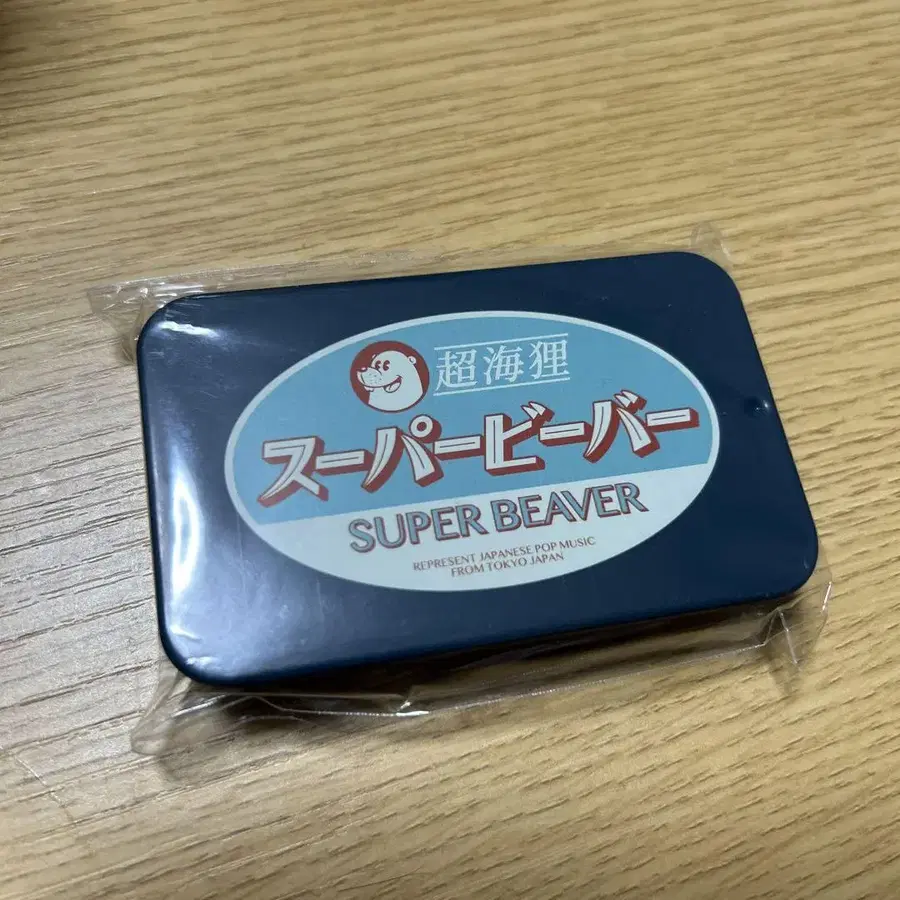 超海狸
スーパービーバー
SUPER BEAVER
REPRESENT JAPANESE POP MUSIC
FROM TOKYO JAPAN